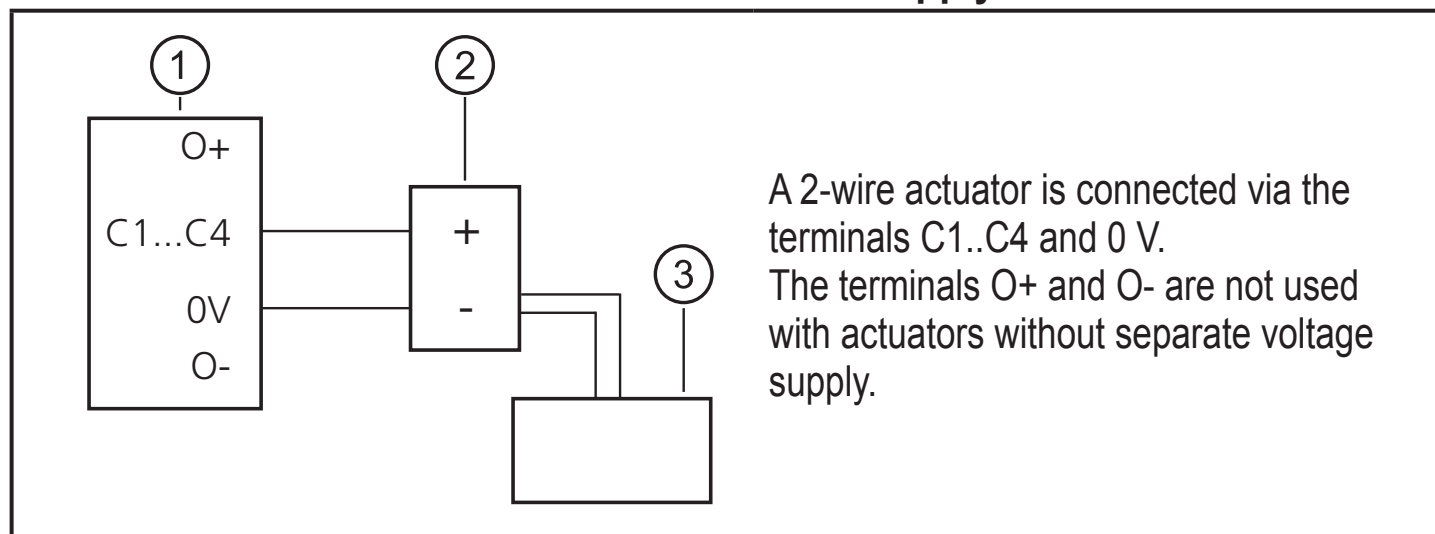 1
2
O+
C1...C4
+
3
0V
-
O-
A 2-wire actuator is connected via the
terminals C1..C4 and 0 V.
The terminals O+ and O- are not used
with actuators without separate voltage
supply.